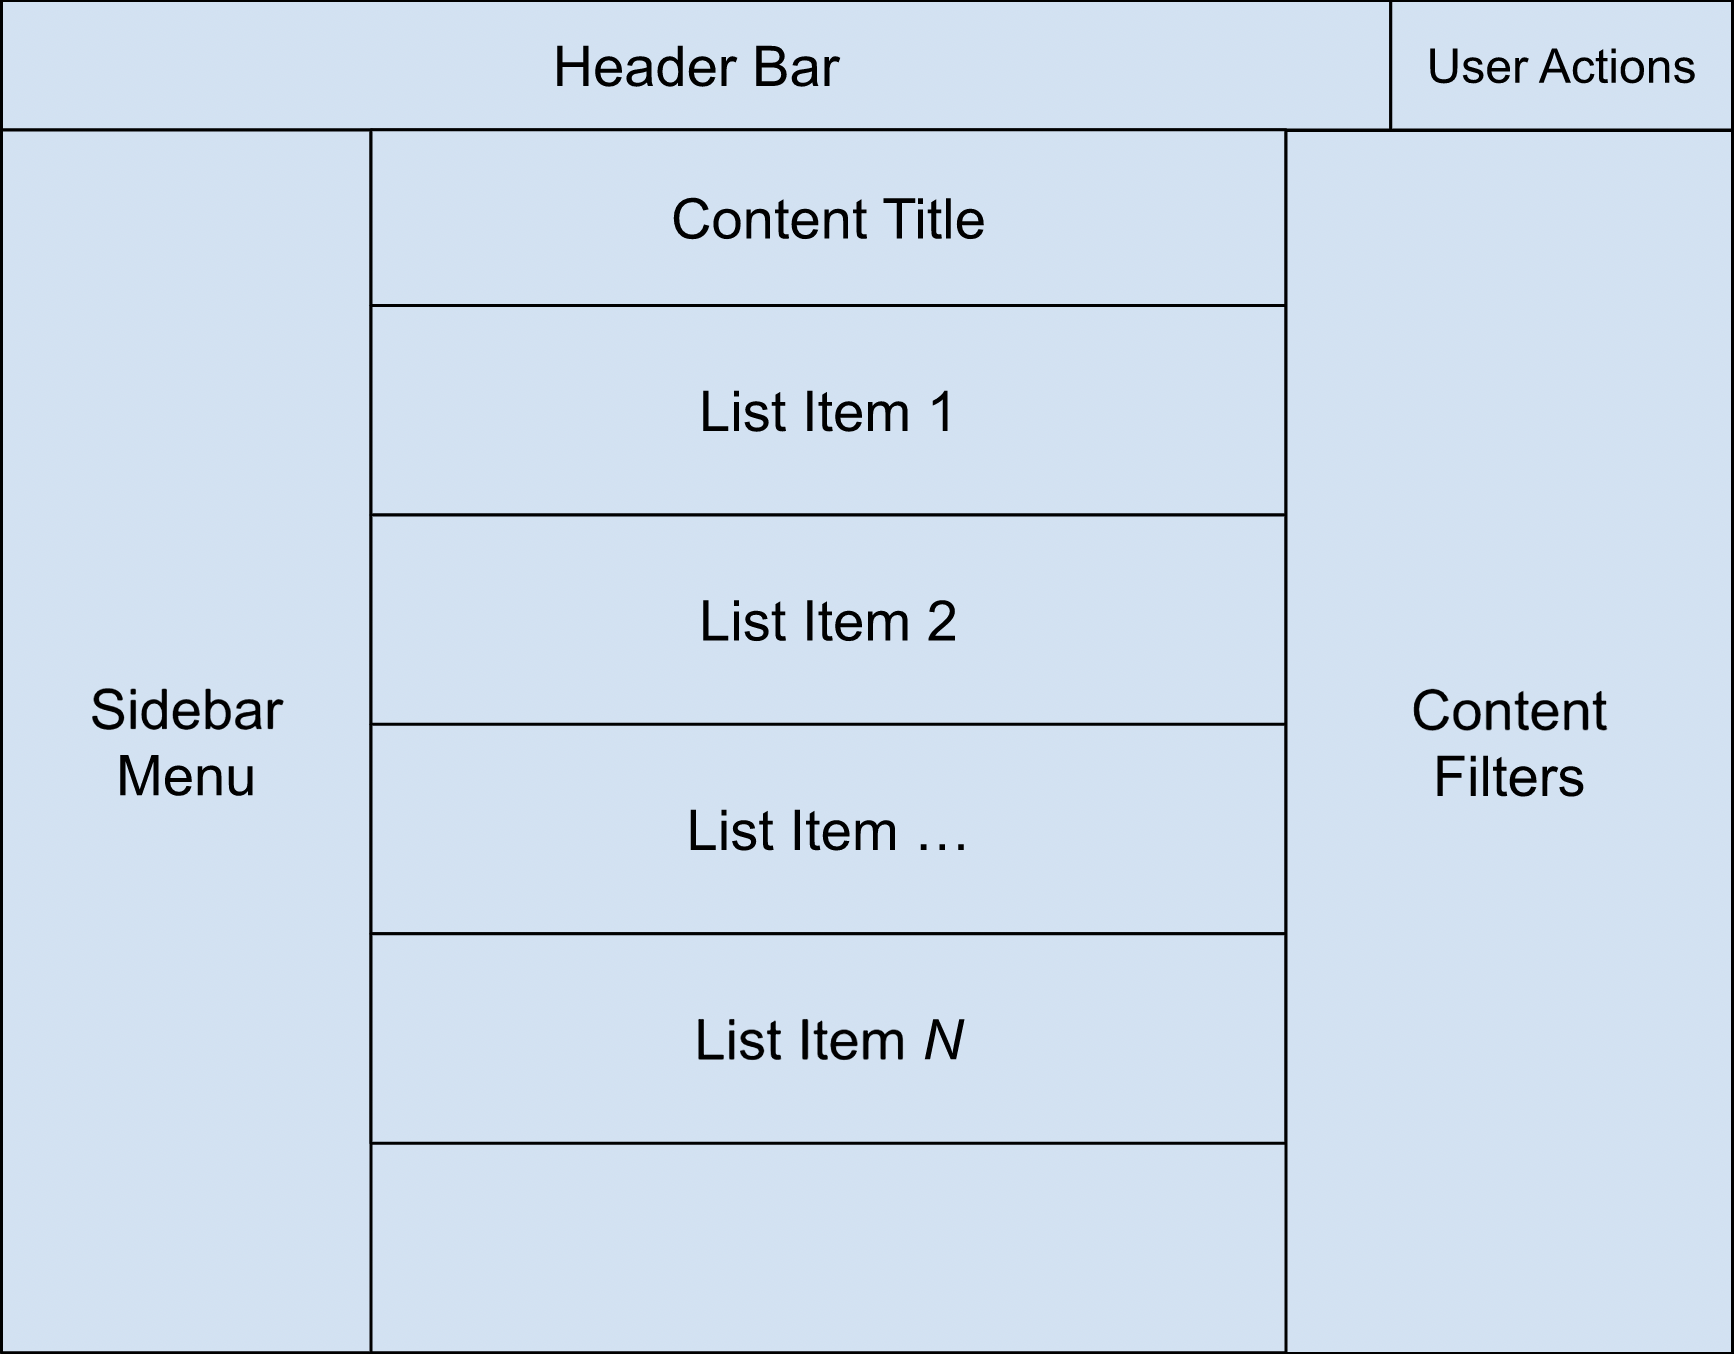 Header Bar
User Actions
Content Title
List Item 1
List Item 2
Sidebar
Menu
Content
Filters
List Item …
List Item N